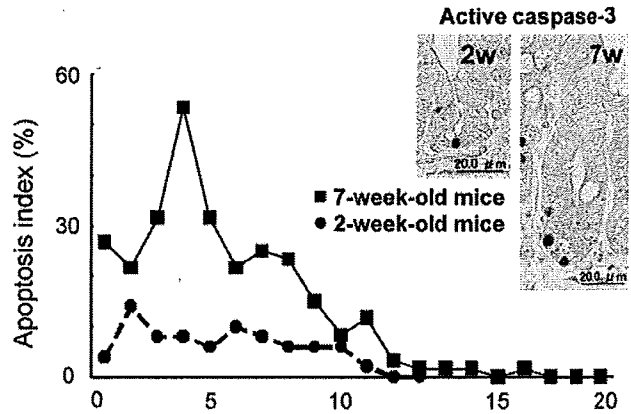 Active caspase-3
2w
7w
20.0 µm
20.0 µm
60
30
0
Apoptosis index (%)
7-week-old mice
2-week-old mice
0
5
10
15
20